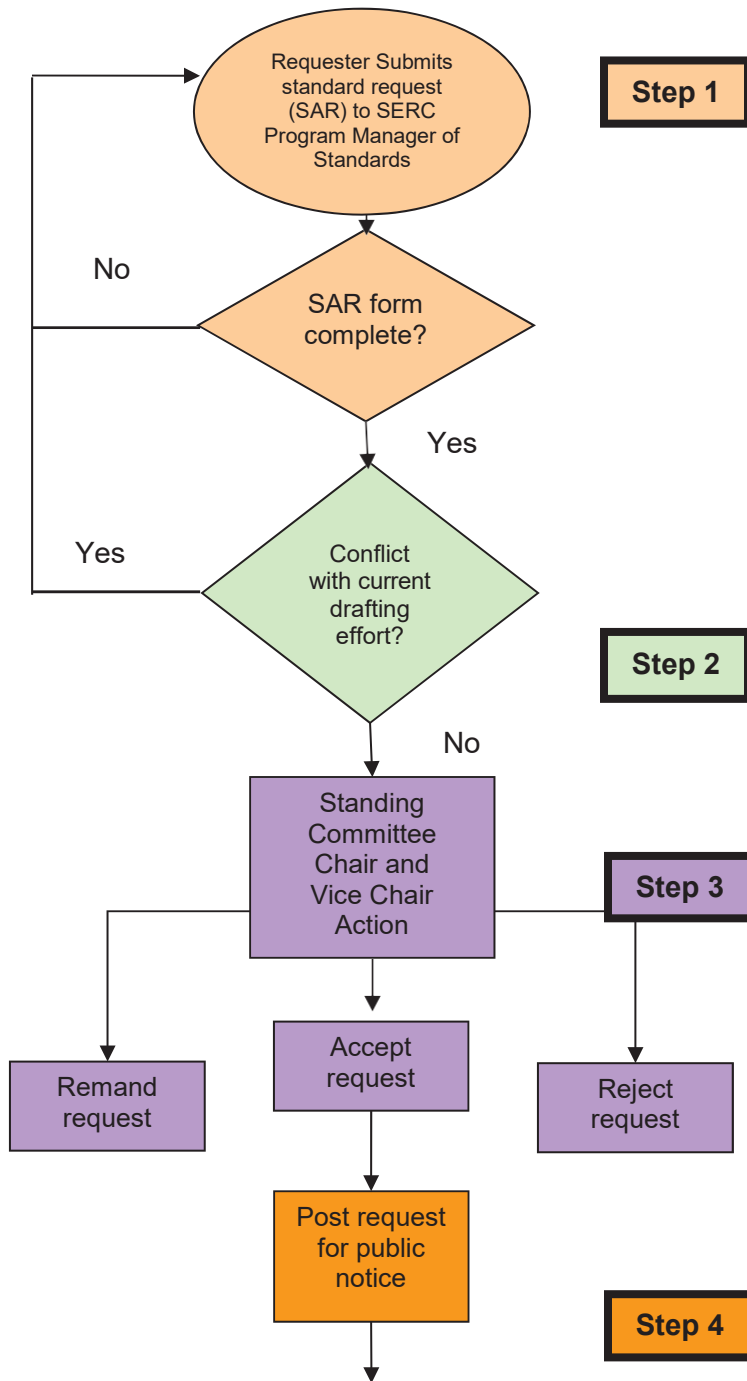 Requester Submits
standard request
(SAR) to SERC
Program Manager of
Standards
Step 1
No
SAR form
complete?
Yes
Yes
Conflict
with current
drafting
effort?
Step 2
No
Standing
Committee
Chair and
Vice Chair
Action
Step 3
Remand
request
Accept
request
Reject
request
Post request
for public
notice
Step 4